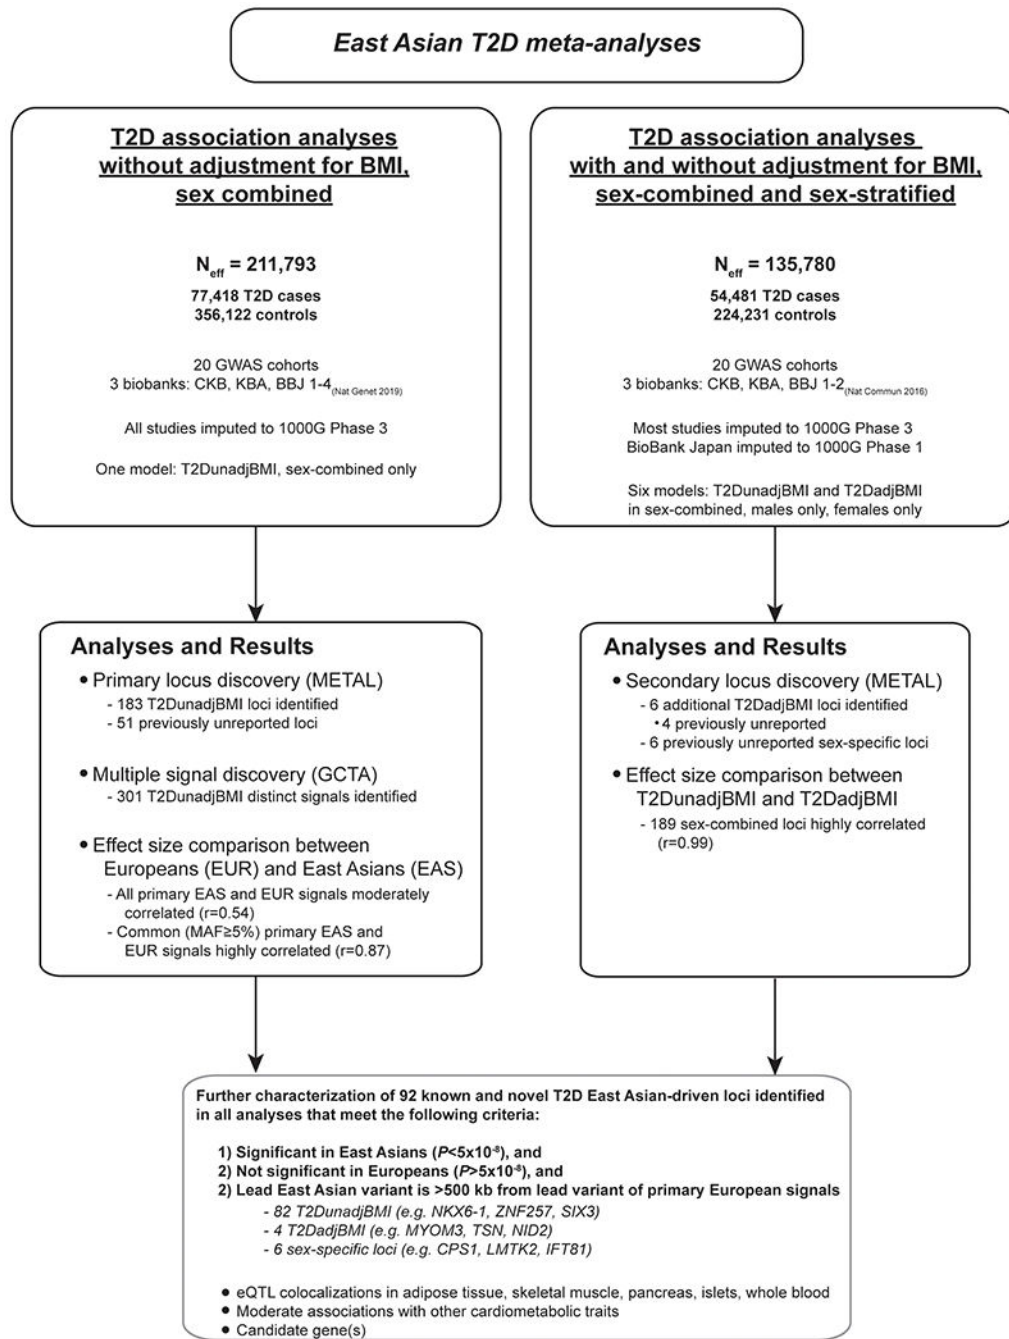 East Asian T2D meta-analyses
T2D association analyses
without adjustment for BMI,
sex combined
Neff = 211,793
77,418 T2D cases
356,122 controls
20 GWAS cohorts
3 biobanks: CKB, KBA, BBJ 1-4(Nat Genet 2019)
All studies imputed to 1000G Phase 3
One model: T2DunadjBMI, sex-combined only
T2D association analyses
with and without adjustment for BMI,
sex-combined and sex-stratified
Neff = 135,780
54,481 T2D cases
224,231 controls
20 GWAS cohorts
3 biobanks: CKB, KBA, BBJ 1-2(Nat Commun 2016)
Most studies imputed to 1000G Phase 3
BioBank Japan imputed to 1000G Phase 1
Six models: T2DunadjBMI and T2DadjBMI
in sex-combined, males only, females only
Analyses and Results
• Primary locus discovery (METAL)
- 183 T2DunadjBMI loci identified
- 51 previously unreported loci
• Multiple signal discovery (GCTA)
- 301 T2DunadjBMI distinct signals identified
• Effect size comparison between
Europeans (EUR) and East Asians (EAS)
- All primary EAS and EUR signals moderately
correlated (r=0.54)
- Common (MAF≥5%) primary EAS and
EUR signals highly correlated (r=0.87)
Analyses and Results
• Secondary locus discovery (METAL)
- 6 additional T2DadjBMI loci identified
• 4 previously unreported
- 6 previously unreported sex-specific loci
• Effect size comparison between
T2DunadjBMI and T2DadjBMI
- 189 sex-combined loci highly correlated
(r=0.99)
Further characterization of 92 known and novel T2D East Asian-driven loci identified
in all analyses that meet the following criteria:
1) Significant in East Asians (P<5x10⁻⁸), and
2) Not significant in Europeans (P>5x10⁻⁸), and
2) Lead East Asian variant is >500 kb from lead variant of primary European signals
- 82 T2DunadjBMI (e.g. NKX6-1, ZNF257, SIX3)
- 4 T2DadjBMI (e.g. MYOM3, TSN, NID2)
- 6 sex-specific loci (e.g. CPS1, LMTK2, IFT81)
• eQTL colocalizations in adipose tissue, skeletal muscle, pancreas, islets, whole blood
• Moderate associations with other cardiometabolic traits
• Candidate gene(s)